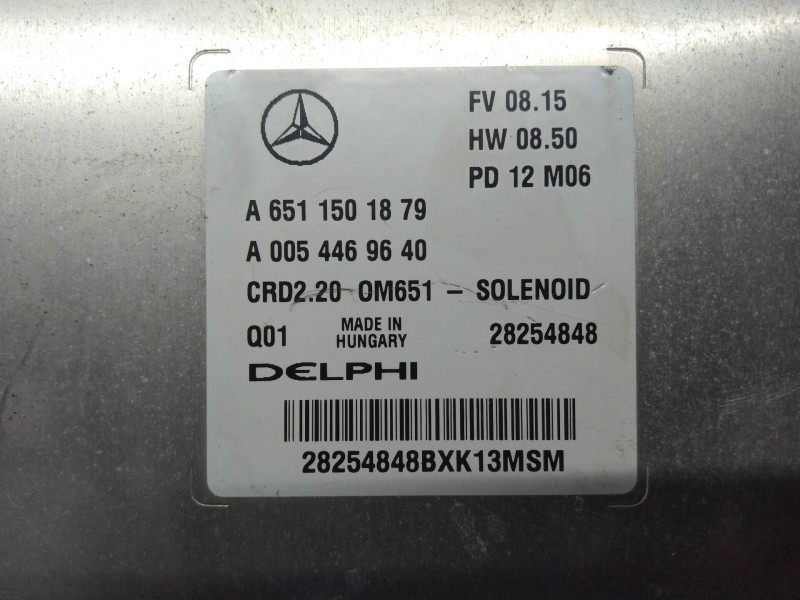 FV 08.15
HW 08.50
PD 12 M06
A 651 150 18 79
A 005 446 96 40
CRD2.20 OM651 - SOLENOID
Q01 MADE IN HUNGARY 28254848
DELPHI
28254848BXK13MSM